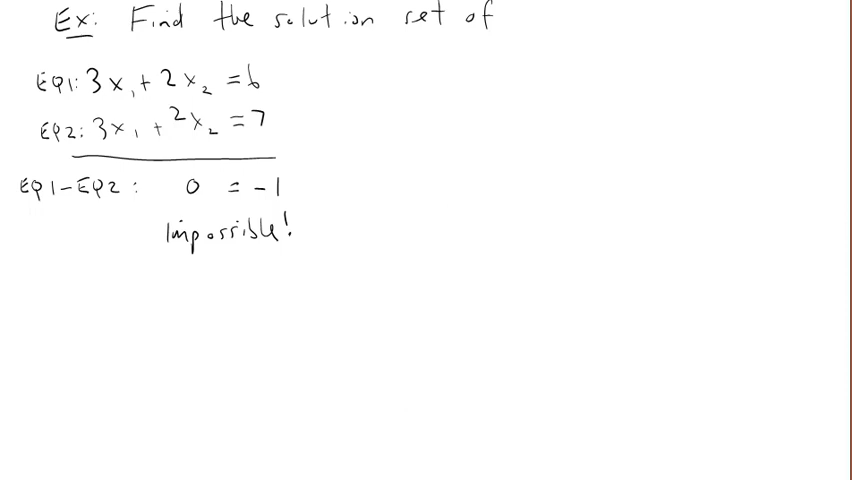 Ex: Find the solution set of
EQ1: 3x₁ + 2x₂ = 6
EQ2: 3x₁ + 2x₂ = 7
EQ1-EQ2: 0 = -1
Impossible!